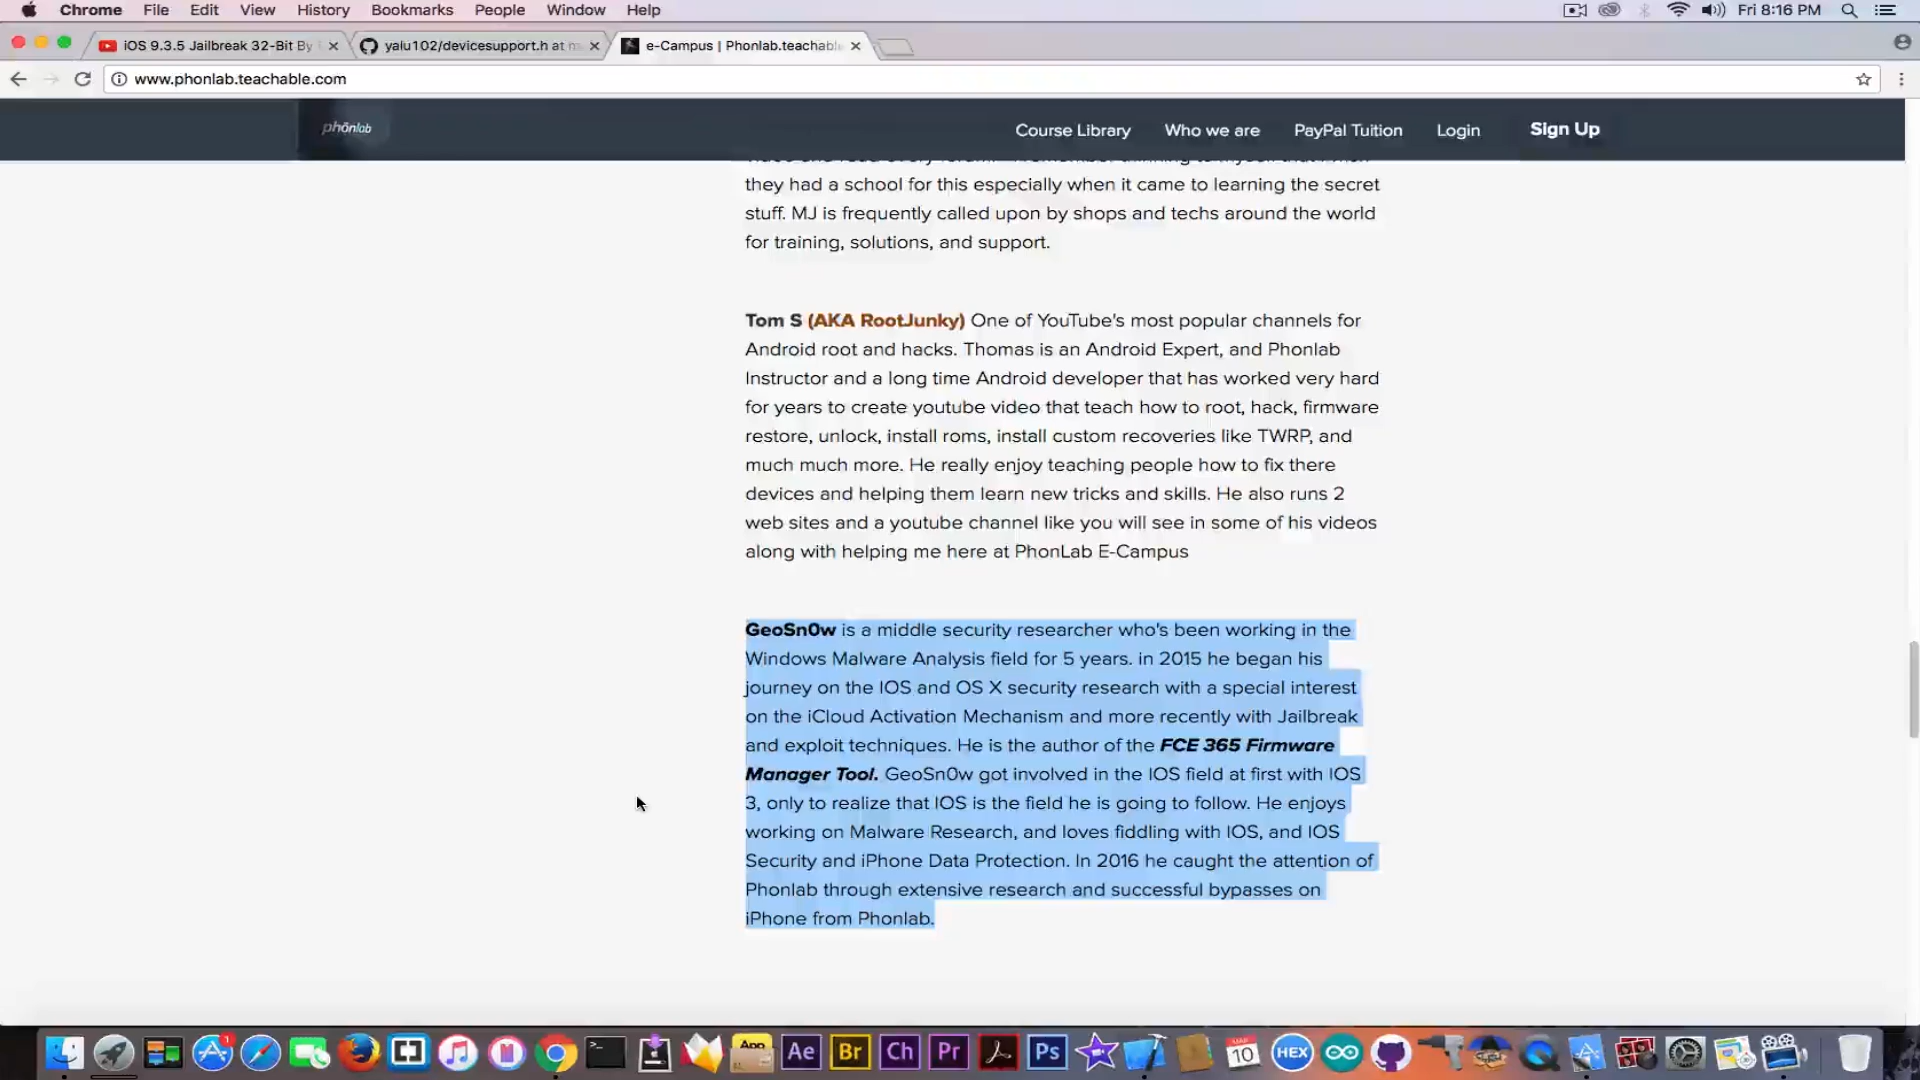 Chrome File Edit View History Bookmarks People Window Help Fri 8:16 PM
iOS 9.3.5 Jailbreak 32-Bit By yalu102/devicesupport.h at m e-Campus | Phonlab.teachable
www.phonlab.teachable.com
phōnlab Course Library Who we are PayPal Tuition Login Sign Up
they had a school for this especially when it came to learning the secret
stuff. MJ is frequently called upon by shops and techs around the world
for training, solutions, and support.
Tom S (AKA RootJunky) One of YouTube's most popular channels for
Android root and hacks. Thomas is an Android Expert, and Phonlab
Instructor and a long time Android developer that has worked very hard
for years to create youtube video that teach how to root, hack, firmware
restore, unlock, install roms, install custom recoveries like TWRP, and
much much more. He really enjoy teaching people how to fix there
devices and helping them learn new tricks and skills. He also runs 2
web sites and a youtube channel like you will see in some of his videos
along with helping me here at PhonLab E-Campus
GeoSn0w is a middle security researcher who's been working in the
Windows Malware Analysis field for 5 years. in 2015 he began his
journey on the IOS and OS X security research with a special interest
on the iCloud Activation Mechanism and more recently with Jailbreak
and exploit techniques. He is the author of the FCE 365 Firmware
Manager Tool. GeoSn0w got involved in the IOS field at first with IOS
3, only to realize that IOS is the field he is going to follow. He enjoys
working on Malware Research, and loves fiddling with IOS, and IOS
Security and iPhone Data Protection. In 2016 he caught the attention of
Phonlab through extensive research and successful bypasses on
iPhone from Phonlab.
1 App Ae Br Ch Pr Ps MAR 10 HEX